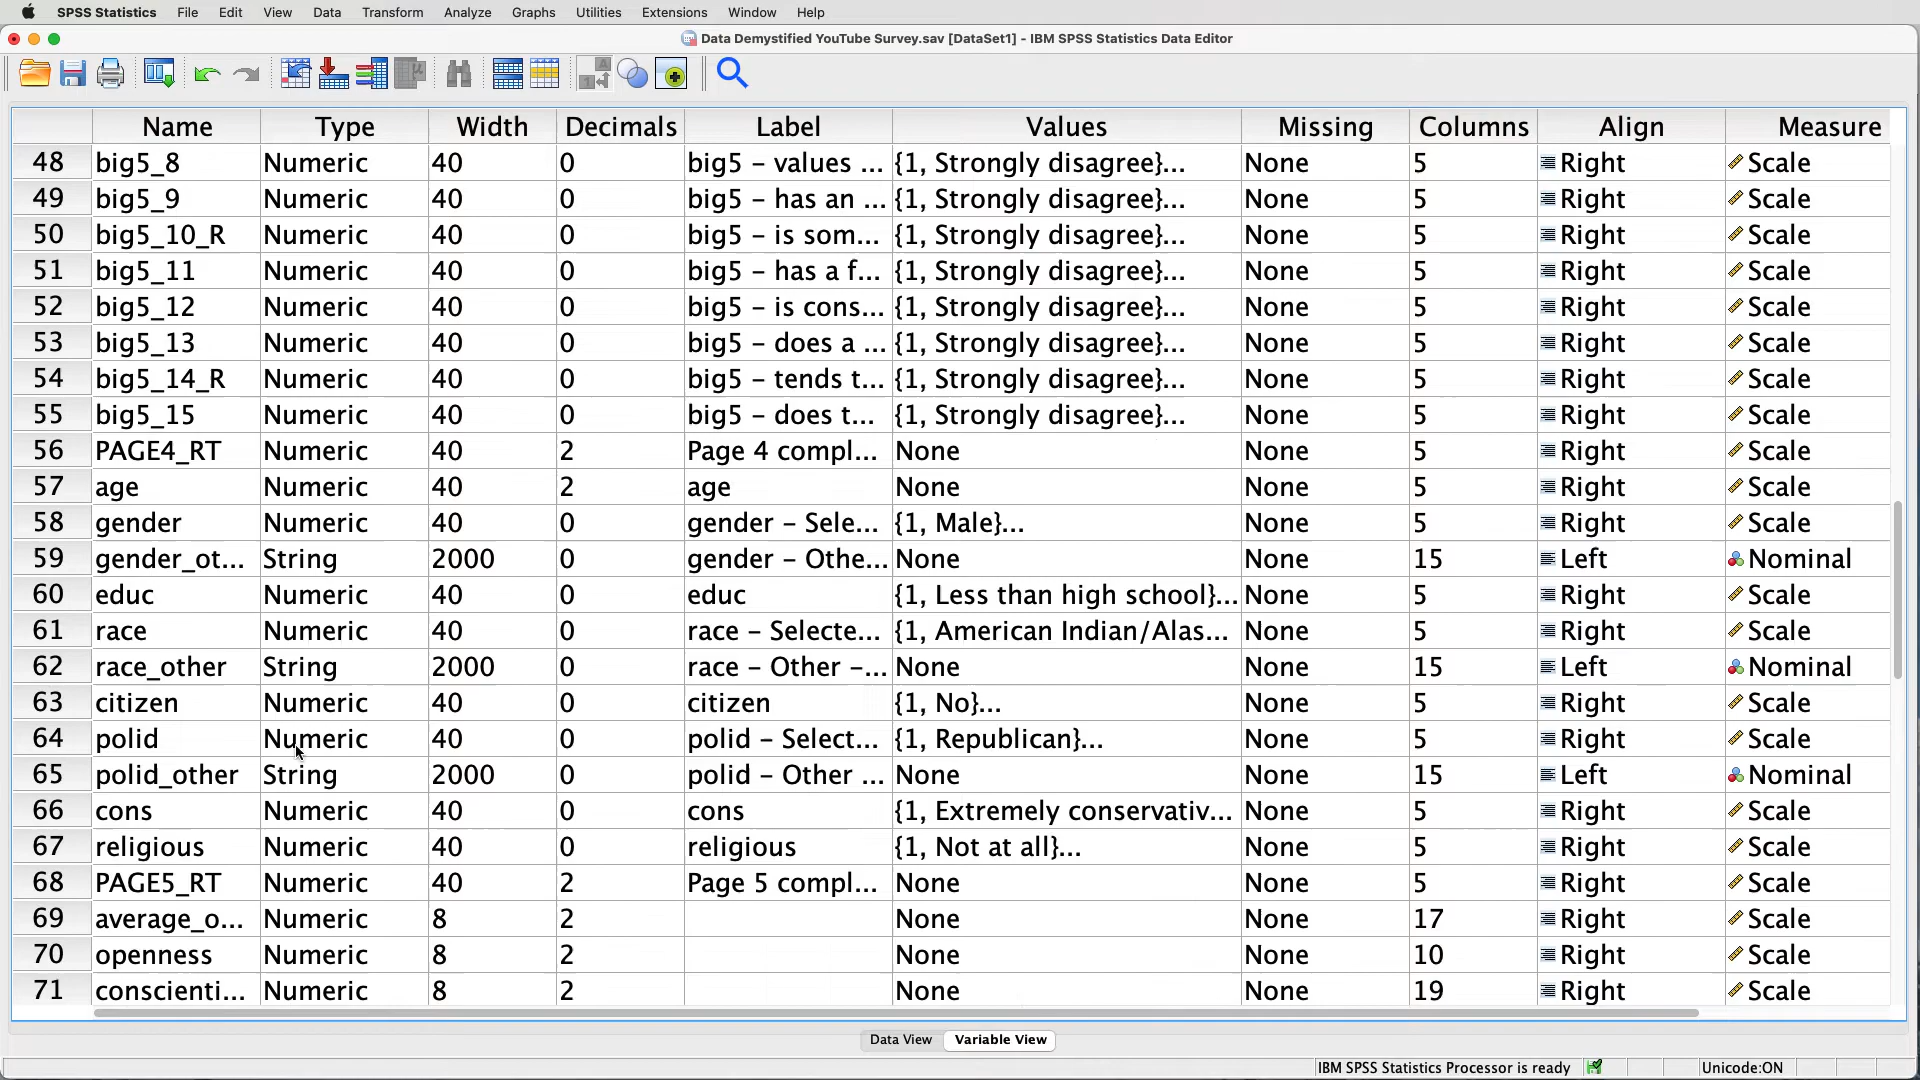 SPSS Statistics File Edit View Data Transform Analyze Graphs Utilities Extensions Window Help
Data Demystified YouTube Survey.sav [DataSet1] - IBM SPSS Statistics Data Editor
Name Type Width Decimals Label Values Missing Columns Align Measure
48 big5_8 Numeric 40 0 big5 – values ... {1, Strongly disagree}... None 5 Right Scale
49 big5_9 Numeric 40 0 big5 – has an ... {1, Strongly disagree}... None 5 Right Scale
50 big5_10_R Numeric 40 0 big5 – is som... {1, Strongly disagree}... None 5 Right Scale
51 big5_11 Numeric 40 0 big5 – has a f... {1, Strongly disagree}... None 5 Right Scale
52 big5_12 Numeric 40 0 big5 – is cons... {1, Strongly disagree}... None 5 Right Scale
53 big5_13 Numeric 40 0 big5 – does a ... {1, Strongly disagree}... None 5 Right Scale
54 big5_14_R Numeric 40 0 big5 – tends t... {1, Strongly disagree}... None 5 Right Scale
55 big5_15 Numeric 40 0 big5 – does t... {1, Strongly disagree}... None 5 Right Scale
56 PAGE4_RT Numeric 40 2 Page 4 compl... None None 5 Right Scale
57 age Numeric 40 2 age None None 5 Right Scale
58 gender Numeric 40 0 gender – Sele... {1, Male}... None 5 Right Scale
59 gender_ot... String 2000 0 gender – Othe... None None 15 Left Nominal
60 educ Numeric 40 0 educ {1, Less than high school}... None 5 Right Scale
61 race Numeric 40 0 race – Selecte... {1, American Indian/Alas... None 5 Right Scale
62 race_other String 2000 0 race – Other –... None None 15 Left Nominal
63 citizen Numeric 40 0 citizen {1, No}... None 5 Right Scale
64 polid Numeric 40 0 polid – Select... {1, Republican}... None 5 Right Scale
65 polid_other String 2000 0 polid – Other ... None None 15 Left Nominal
66 cons Numeric 40 0 cons {1, Extremely conservativ... None 5 Right Scale
67 religious Numeric 40 0 religious {1, Not at all}... None 5 Right Scale
68 PAGE5_RT Numeric 40 2 Page 5 compl... None None 5 Right Scale
69 average_o... Numeric 8 2 None None 17 Right Scale
70 openness Numeric 8 2 None None 10 Right Scale
71 conscienti... Numeric 8 2 None None 19 Right Scale
Data View Variable View
IBM SPSS Statistics Processor is ready Unicode:ON